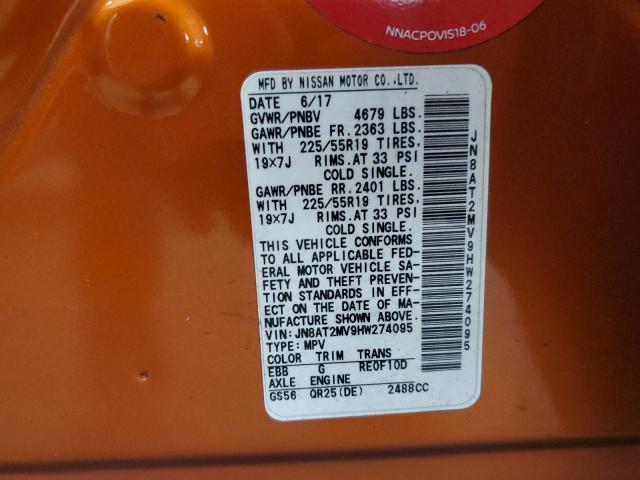 NNACPOVIS18-06
MFD BY NISSAN MOTOR CO.,LTD.
DATE 6/17
GVWR/PNBV 4679 LBS.
GAWR/PNBE FR. 2363 LBS.
WITH 225/55R19 TIRES,
19×7J RIMS. AT 33 PSI
COLD SINGLE.
GAWR/PNBE RR. 2401 LBS.
WITH 225/55R19 TIRES,
19×7J RIMS. AT 33 PSI
COLD SINGLE.
THIS VEHICLE CONFORMS
TO ALL APPLICABLE FED-
ERAL MOTOR VEHICLE SA-
FETY AND THEFT PREVEN-
TION STANDARDS IN EFF-
ECT ON THE DATE OF MA-
NUFACTURE SHOWN ABOVE.
VIN: JN8AT2MV9HW274095
TYPE: MPV
COLOR TRIM TRANS
EBB G RE0F10D
AXLE ENGINE
GS56 QR25(DE) 2488CC
JN8AT2MV9HW274095